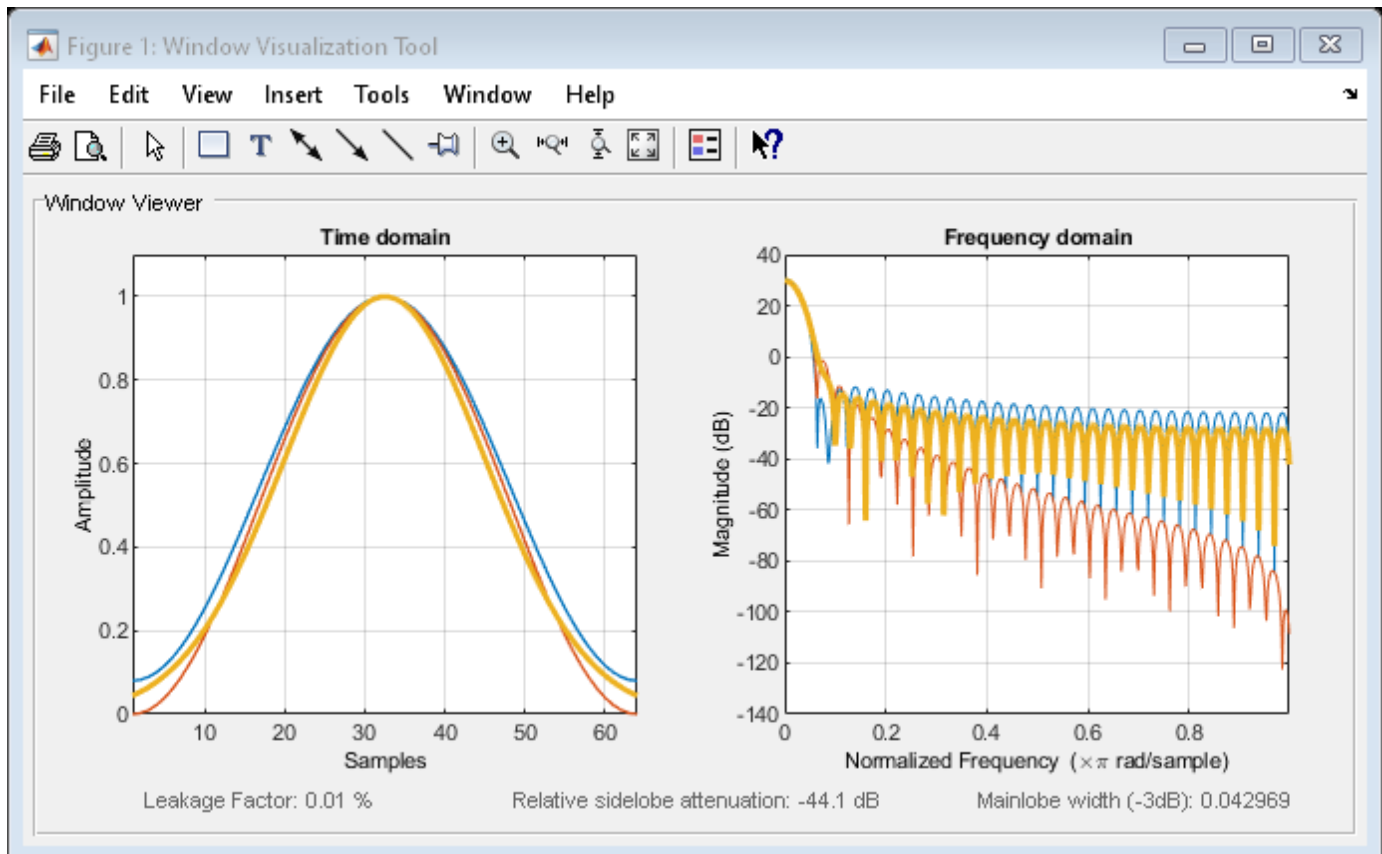 Figure 1: Window Visualization Tool
File Edit View Insert Tools Window Help
T
Window Viewer
Time domain
1
0.8
0.6
0.4
0.2
0
Amplitude
10 20 30 40 50 60
Samples
Frequency domain
40
20
0
-20
-40
-60
-80
-100
-120
-140
Magnitude (dB)
0 0.2 0.4 0.6 0.8
Normalized Frequency (×π rad/sample)
Leakage Factor: 0.01 % Relative sidelobe attenuation: -44.1 dB Mainlobe width (-3dB): 0.042969